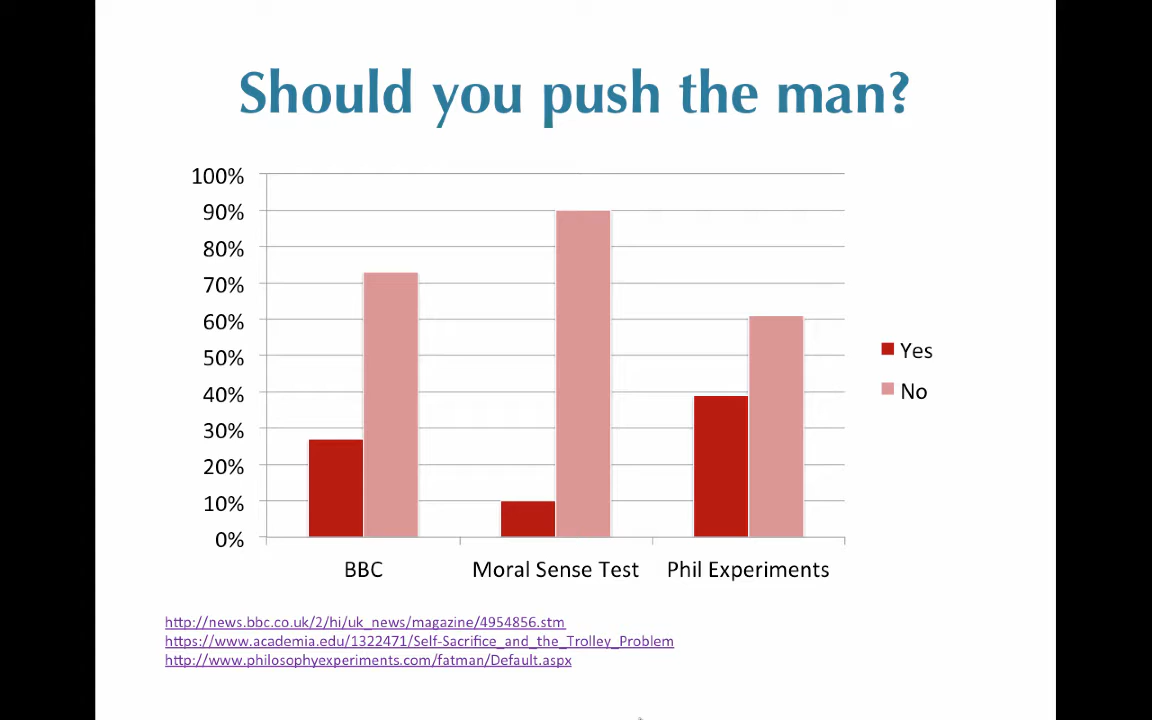 Should you push the man?
100%
90%
80%
70%
60%
50%
40%
30%
20%
10%
0%
BBC Moral Sense Test Phil Experiments
Yes
No
http://news.bbc.co.uk/2/hi/uk_news/magazine/4954856.stm
https://www.academia.edu/1322471/Self-Sacrifice_and_the_Trolley_Problem
http://www.philosophyexperiments.com/fatman/Default.aspx